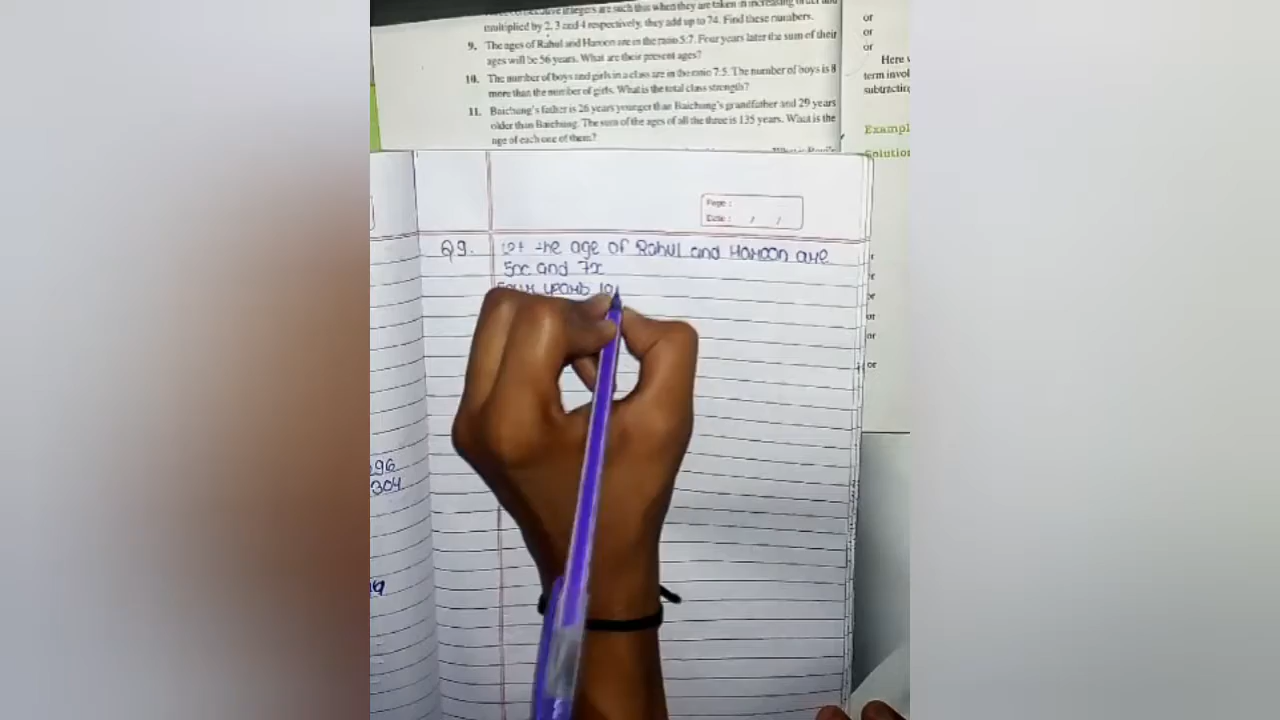 multiplied by 2, 3 and 4 respectively, they add up to 74. Find these numbers.
9. The ages of Rahul and Haroon are in the ratio 5:7. Four years later the sum of their
ages will be 56 years. What are their present ages?
10. The number of boys and girls in a class are in the ratio 7:5. The number of boys is 8
more than the number of girls. What is the total class strength?
11. Baichung's father is 26 years younger than Baichung's grandfather and 29 years
older than Baichung. The sum of the ages of all the three is 135 years. What is the
age of each one of them?
or
or
or
Here
term invol
subtractin
Exampl
Solution
Page :
Date : / /
Q9. Let the age of Rahul and Haroon are
5x and 7x
Four years
or
or
or
96
304